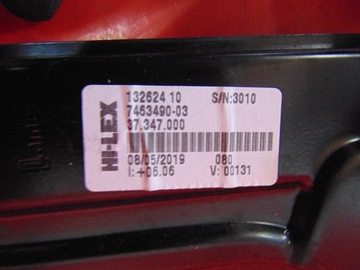 HI-LEX
132624 10 S/N:3010
7463490-03
37.347.000
08/05/2019 080
I: +06.06 V: 00131